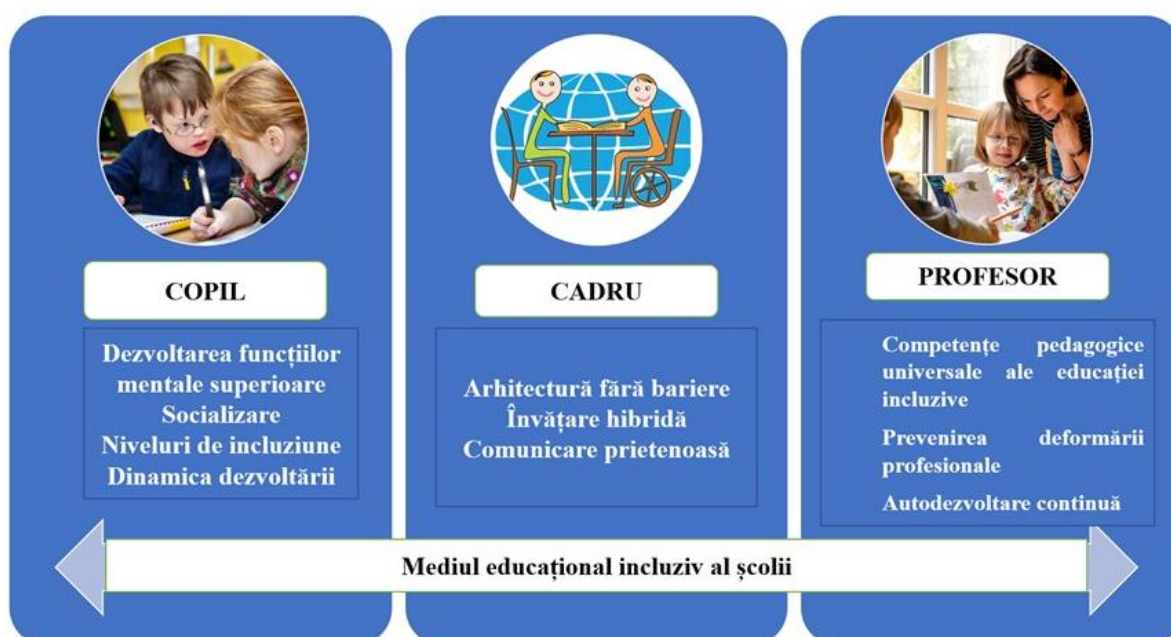 COPIL
Dezvoltarea funcțiilor
mentale superioare
Socializare
Niveluri de incluziune
Dinamica dezvoltării
CADRU
Arhitectură fără bariere
Învățare hibridă
Comunicare prietenoasă
PROFESOR
Competențe pedagogice
universale ale educației
incluzive
Prevenirea deformării
profesionale
Autodezvoltare continuă
Mediul educațional incluziv al școlii